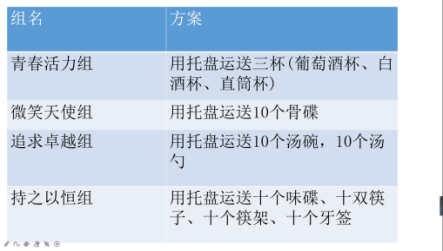 组名 方案
青春活力组 用托盘运送三杯(葡萄酒杯、白
酒杯、直筒杯)
微笑天使组 用托盘运送10个骨碟
追求卓越组 用托盘运送10个汤碗，10个汤
勺
持之以恒组 用托盘运送十个味碟、十双筷
子、十个筷架、十个牙签